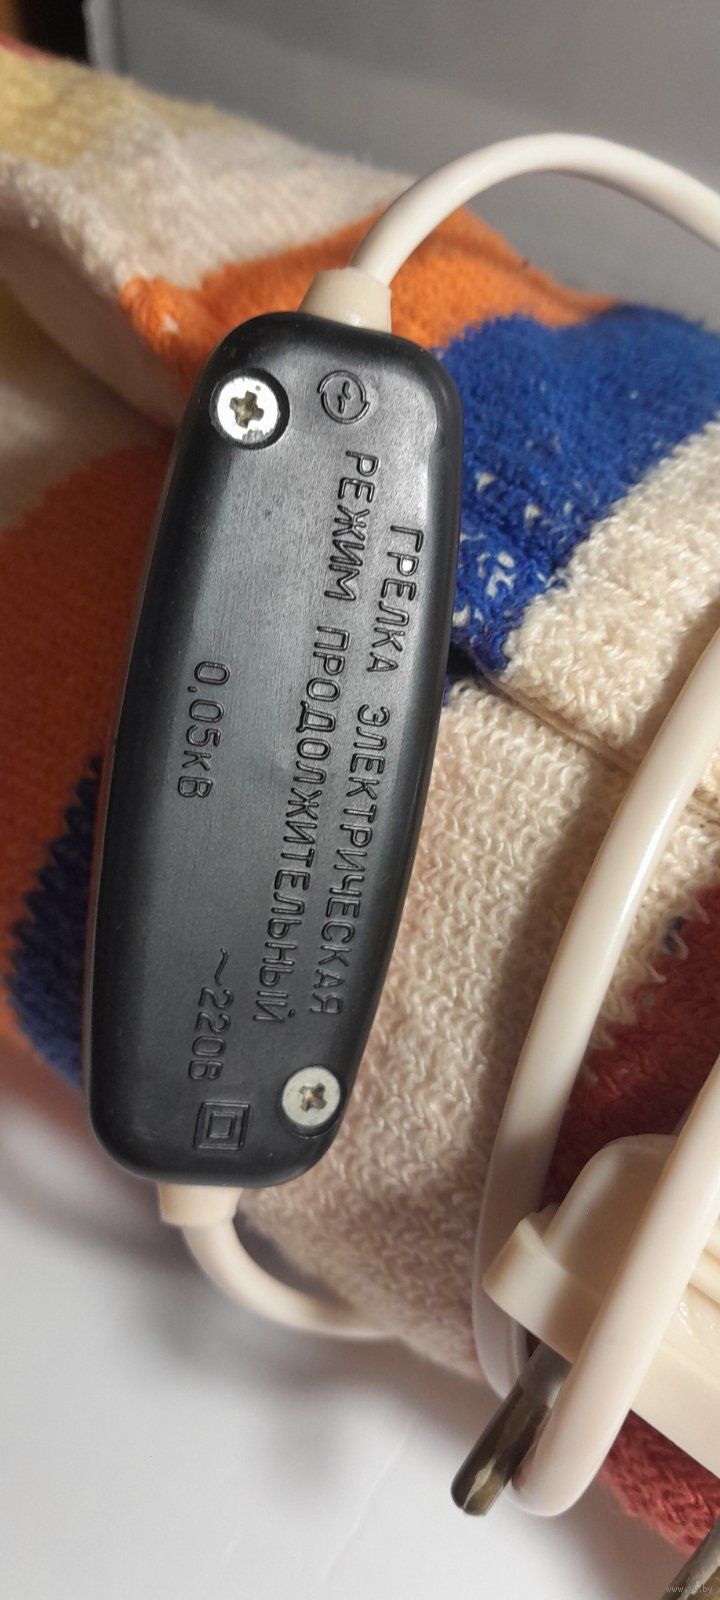 ГРЕЛКА ЭЛЕКТРИЧЕСКАЯ
РЕЖИМ ПРОДОЛЖИТЕЛЬНЫЙ
0,05кВ ~220В